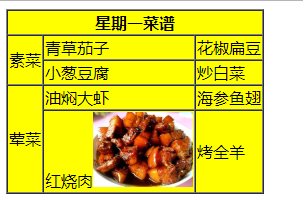 星期一菜谱
素菜 青草茄子 花椒扁豆
小葱豆腐 炒白菜
荤菜 油焖大虾 海参鱼翅
红烧肉 烤全羊